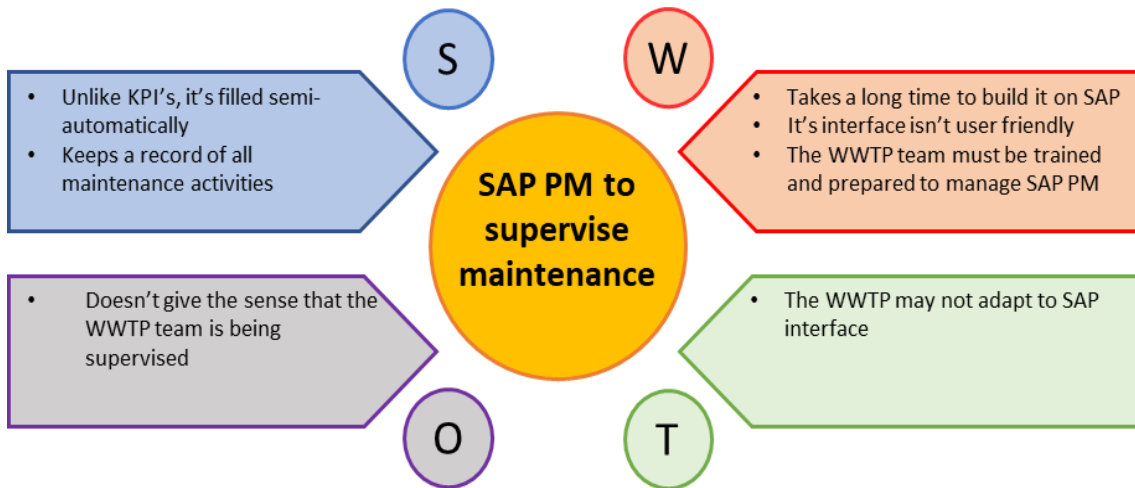 S
• Unlike KPI's, it's filled semi-
automatically
• Keeps a record of all
maintenance activities
W
• Takes a long time to build it on SAP
• It's interface isn't user friendly
• The WWTP team must be trained
and prepared to manage SAP PM
SAP PM to
supervise
maintenance
• Doesn't give the sense that the
WWTP team is being
supervised
O
• The WWTP may not adapt to SAP
interface
T